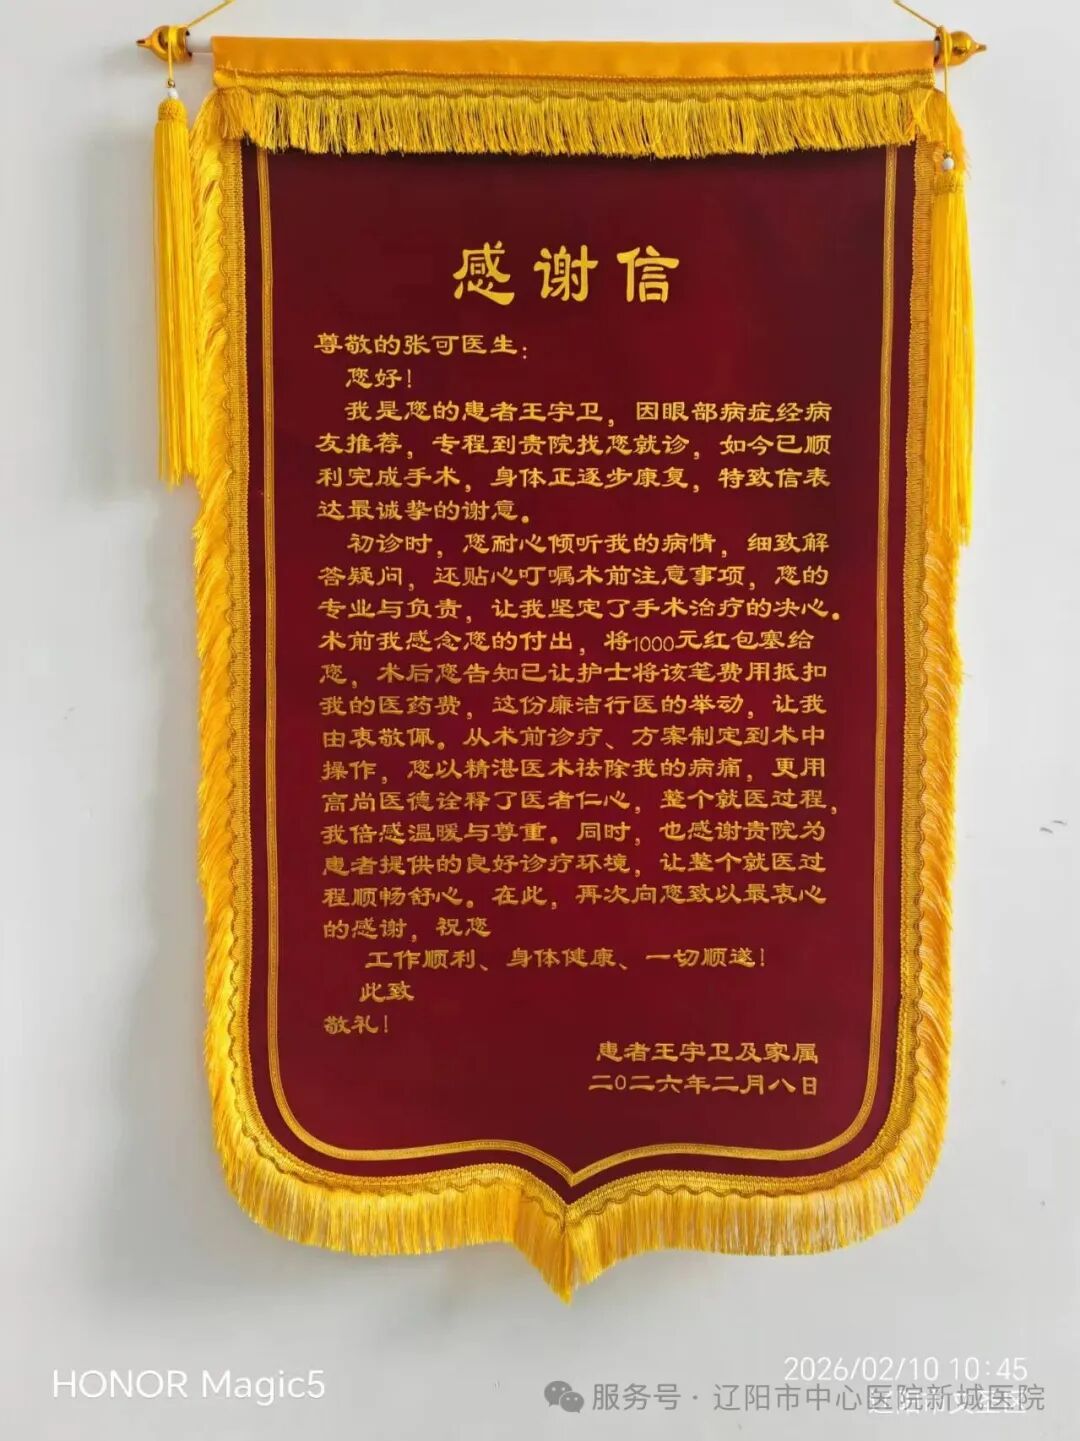 感谢信
尊敬的张可医生：
您好！
我是您的患者王宇卫，因眼部病症经病
友推荐，专程到贵院找您就诊，如今已顺
利完成手术，身体正逐步康复，特致信表
达最诚挚的谢意。
初诊时，您耐心倾听我的病情，细致解
答疑问，还贴心叮嘱术前注意事项，您的
专业与负责，让我坚定了手术治疗的决心。
术前我感念您的付出，将1000元红包塞给
您，术后您告知已让护士将该笔费用抵扣
我的医药费，这份廉洁行医的举动，让我
由衷敬佩。从术前诊疗、方案制定到术中
操作，您以精湛医术祛除我的病痛，更用
高尚医德诠释了医者仁心，整个就医过程，
我倍感温暖与尊重。同时，也感谢贵院为
患者提供的良好诊疗环境，让整个就医过
程顺畅舒心。在此，再次向您致以最衷心
的感谢，祝您
工作顺利、身体健康、一切顺遂！
此致
敬礼！
患者王宇卫及家属
二〇二六年二月八日
HONOR Magic5
2026/02/10 10:45
服务号·辽阳市中心医院新城医院